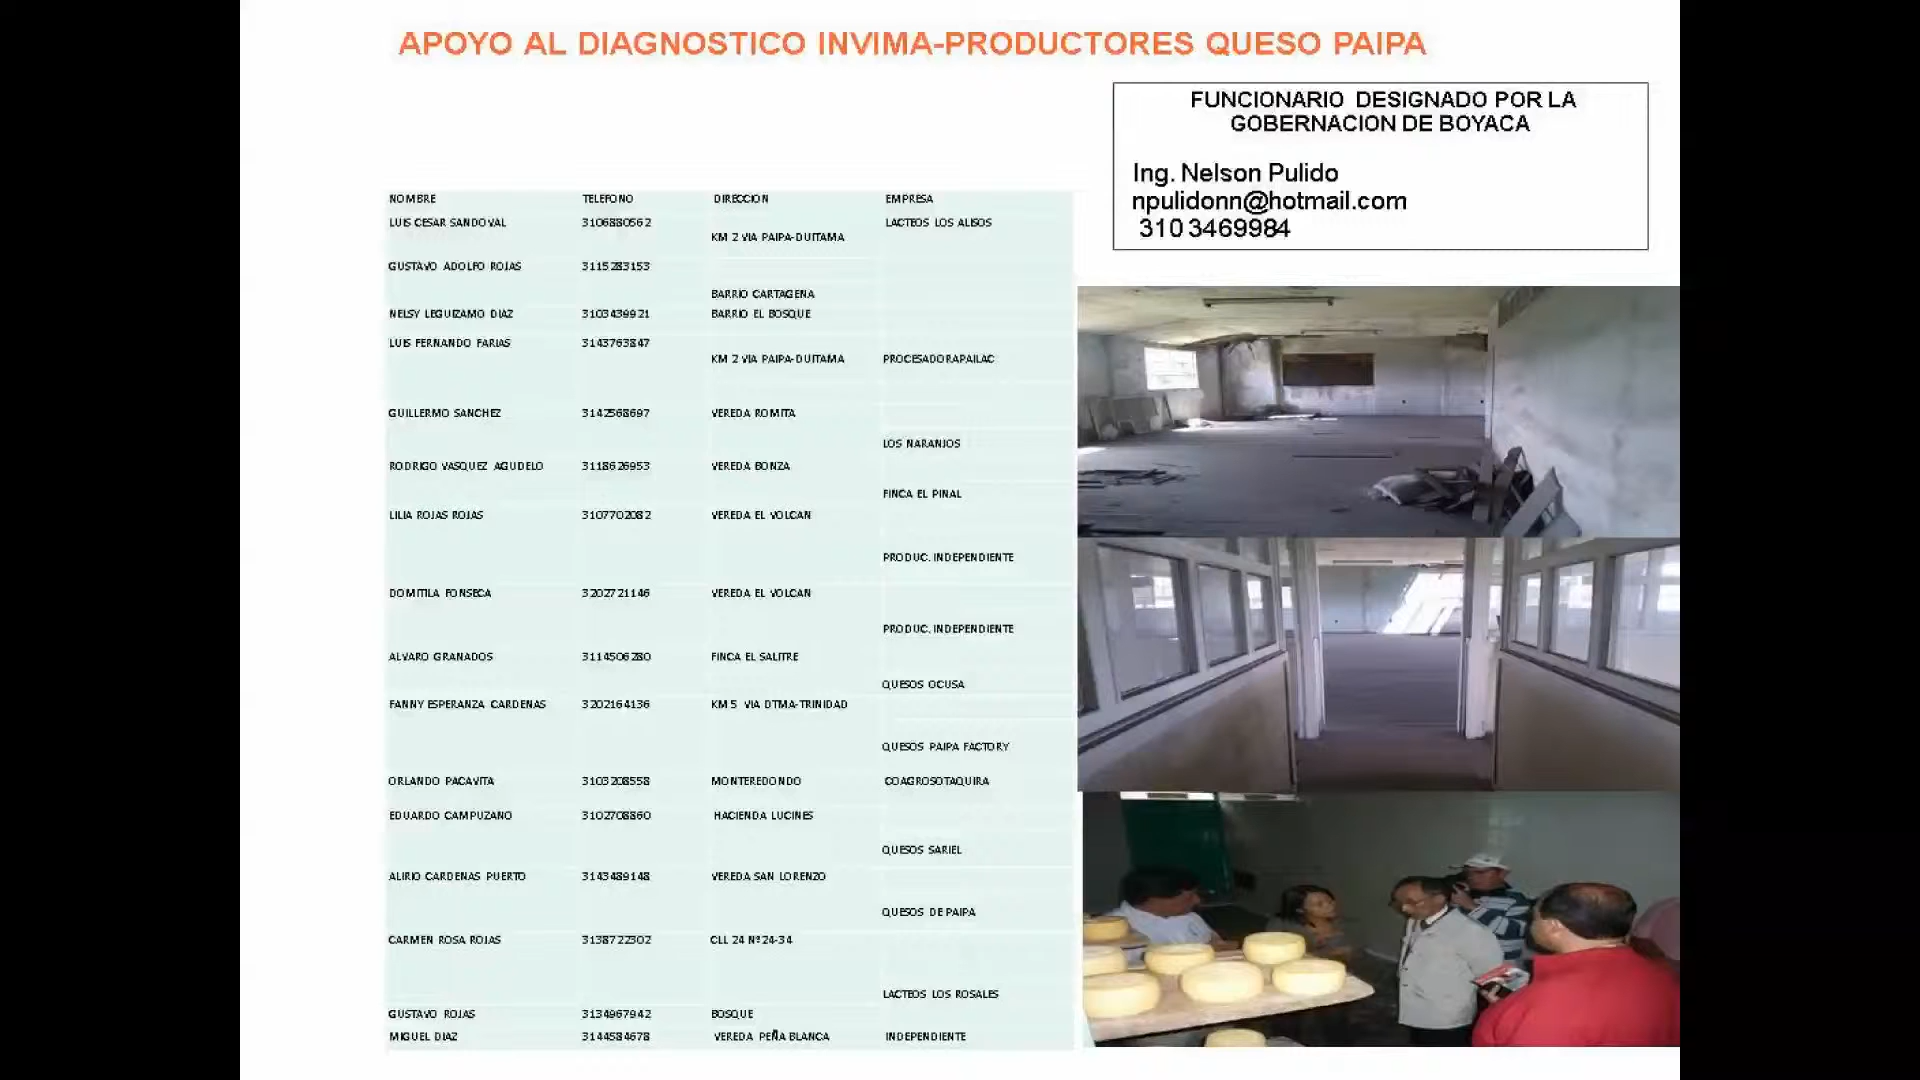 APOYO AL DIAGNOSTICO INVIMA-PRODUCTORES QUESO PAIPA
FUNCIONARIO DESIGNADO POR LA
GOBERNACION DE BOYACA
Ing. Nelson Pulido
npulidonn@hotmail.com
310 3469984
NOMBRE TELEFONO DIRECCION EMPRESA
LUIS CESAR SANDOVAL 3106880562 LACTEOS LOS ALISOS
KM 2 VIA PAIPA-DUITAMA
GUSTAVO ADOLFO ROJAS 3115283153
BARRIO CARTAGENA
NELSY LEGUIZAMO DIAZ 3103439921 BARRIO EL BOSQUE
LUIS FERNANDO FARIAS 3143763847
KM 2 VIA PAIPA-DUITAMA PROCESADORAPAILAC
GUILLERMO SANCHEZ 3142568697 VEREDA ROMITA
LOS NARANJOS
RODRIGO VASQUEZ AGUDELO 3118626953 VEREDA BONZA
FINCA EL PINAL
LILIA ROJAS ROJAS 3107702082 VEREDA EL VOLCAN
PRODUC. INDEPENDIENTE
DOMITILA FONSECA 3202721146 VEREDA EL VOLCAN
PRODUC. INDEPENDIENTE
ALVARO GRANADOS 3114506280 FINCA EL SALITRE
QUESOS OCUSA
FANNY ESPERANZA CARDENAS 3202164136 KM 5 VIA DTMA-TRINIDAD
QUESOS PAIPA FACTORY
ORLANDO PACAVITA 3103208558 MONTEREDONDO COAGROSOTAQUIRA
EDUARDO CAMPUZANO 3102708860 HACIENDA LUCINES
QUESOS SARIEL
ALIRIO CARDENAS PUERTO 3143489148 VEREDA SAN LORENZO
QUESOS DE PAIPA
CARMEN ROSA ROJAS 3138722302 CLL 24 Nº 24-34
LACTEOS LOS ROSALES
GUSTAVO ROJAS 3134967942 BOSQUE
MIGUEL DIAZ 3144584678 VEREDA PEÑA BLANCA INDEPENDIENTE